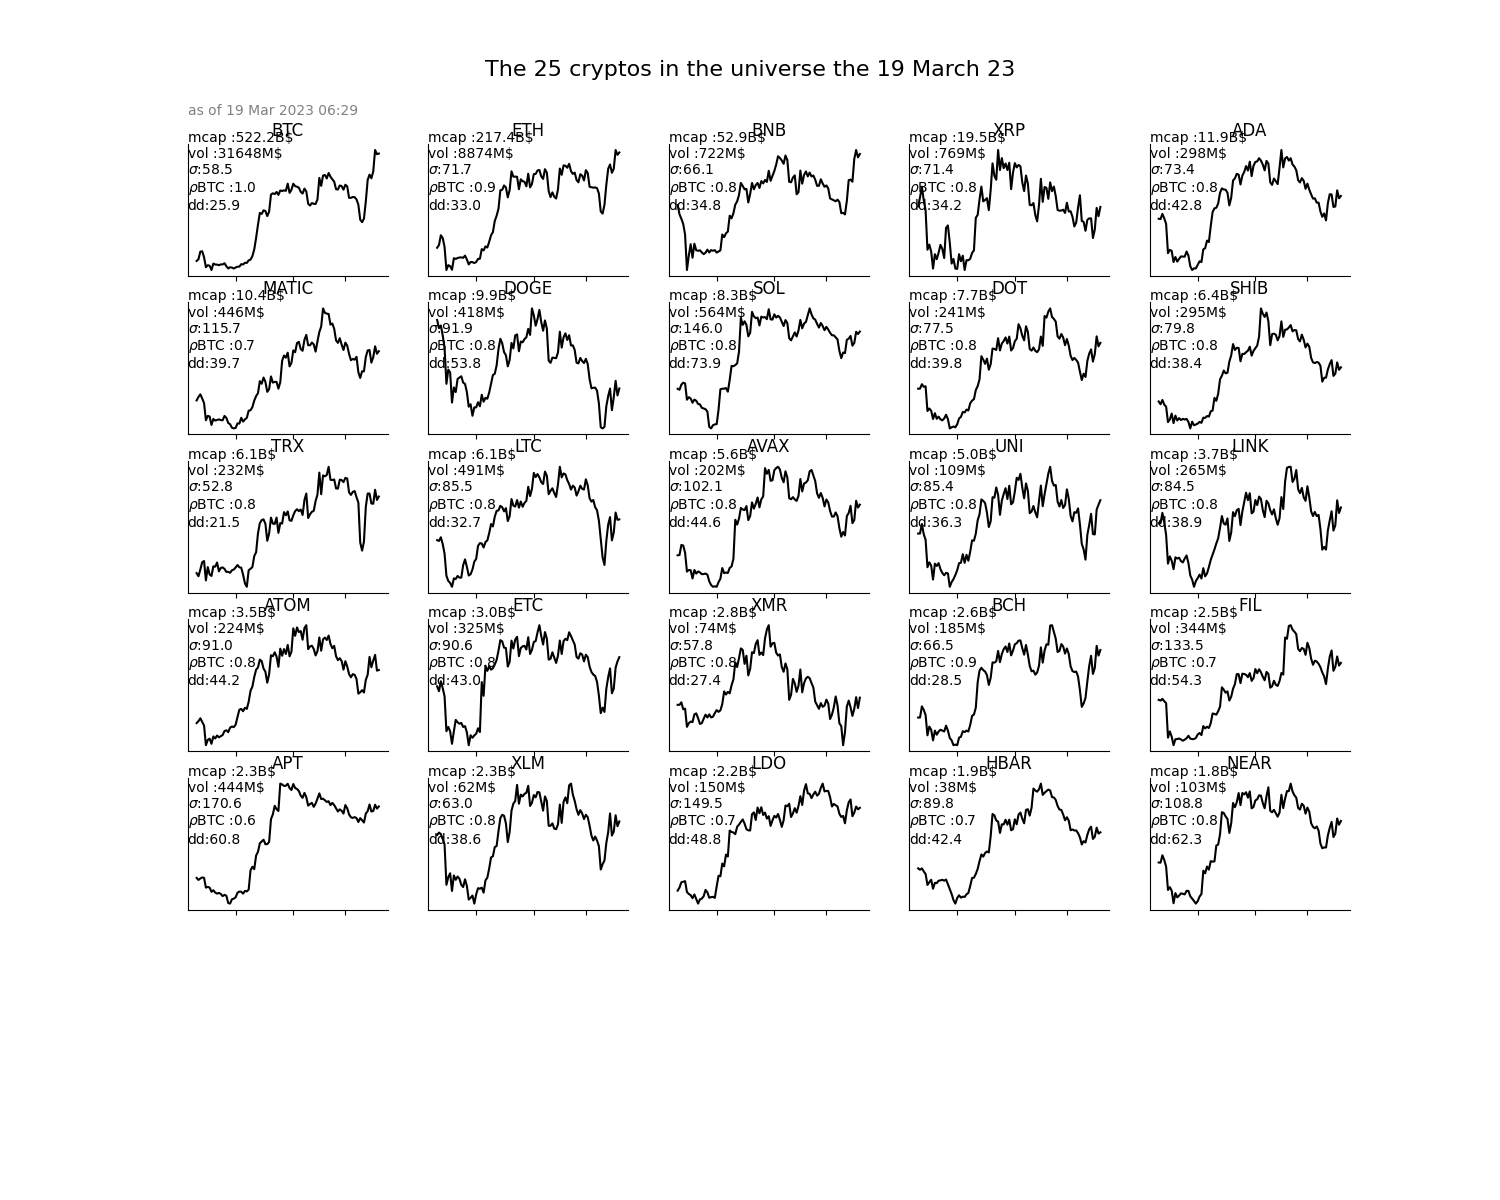 The 25 cryptos in the universe the 19 March 23
as of 19 Mar 2023 06:29
BTC
mcap :522.2B$
vol :31648M$
σ:58.5
ρBTC :1.0
dd:25.9
ETH
mcap :217.4B$
vol :8874M$
σ:71.7
ρBTC :0.9
dd:33.0
BNB
mcap :52.9B$
vol :722M$
σ:66.1
ρBTC :0.8
dd:34.8
XRP
mcap :19.5B$
vol :769M$
σ:71.4
ρBTC :0.8
dd:34.2
ADA
mcap :11.9B$
vol :298M$
σ:73.4
ρBTC :0.8
dd:42.8
MATIC
mcap :10.4B$
vol :446M$
σ:115.7
ρBTC :0.7
dd:39.7
DOGE
mcap :9.9B$
vol :418M$
σ:91.9
ρBTC :0.8
dd:53.8
SOL
mcap :8.3B$
vol :564M$
σ:146.0
ρBTC :0.8
dd:73.9
DOT
mcap :7.7B$
vol :241M$
σ:77.5
ρBTC :0.8
dd:39.8
SHIB
mcap :6.4B$
vol :295M$
σ:79.8
ρBTC :0.8
dd:38.4
TRX
mcap :6.1B$
vol :232M$
σ:52.8
ρBTC :0.8
dd:21.5
LTC
mcap :6.1B$
vol :491M$
σ:85.5
ρBTC :0.8
dd:32.7
AVAX
mcap :5.6B$
vol :202M$
σ:102.1
ρBTC :0.8
dd:44.6
UNI
mcap :5.0B$
vol :109M$
σ:85.4
ρBTC :0.8
dd:36.3
LINK
mcap :3.7B$
vol :265M$
σ:84.5
ρBTC :0.8
dd:38.9
ATOM
mcap :3.5B$
vol :224M$
σ:91.0
ρBTC :0.8
dd:44.2
ETC
mcap :3.0B$
vol :325M$
σ:90.6
ρBTC :0.8
dd:43.0
XMR
mcap :2.8B$
vol :74M$
σ:57.8
ρBTC :0.8
dd:27.4
BCH
mcap :2.6B$
vol :185M$
σ:66.5
ρBTC :0.9
dd:28.5
FIL
mcap :2.5B$
vol :344M$
σ:133.5
ρBTC :0.7
dd:54.3
APT
mcap :2.3B$
vol :444M$
σ:170.6
ρBTC :0.6
dd:60.8
XLM
mcap :2.3B$
vol :62M$
σ:63.0
ρBTC :0.8
dd:38.6
LDO
mcap :2.2B$
vol :150M$
σ:149.5
ρBTC :0.7
dd:48.8
HBAR
mcap :1.9B$
vol :38M$
σ:89.8
ρBTC :0.7
dd:42.4
NEAR
mcap :1.8B$
vol :103M$
σ:108.8
ρBTC :0.8
dd:62.3